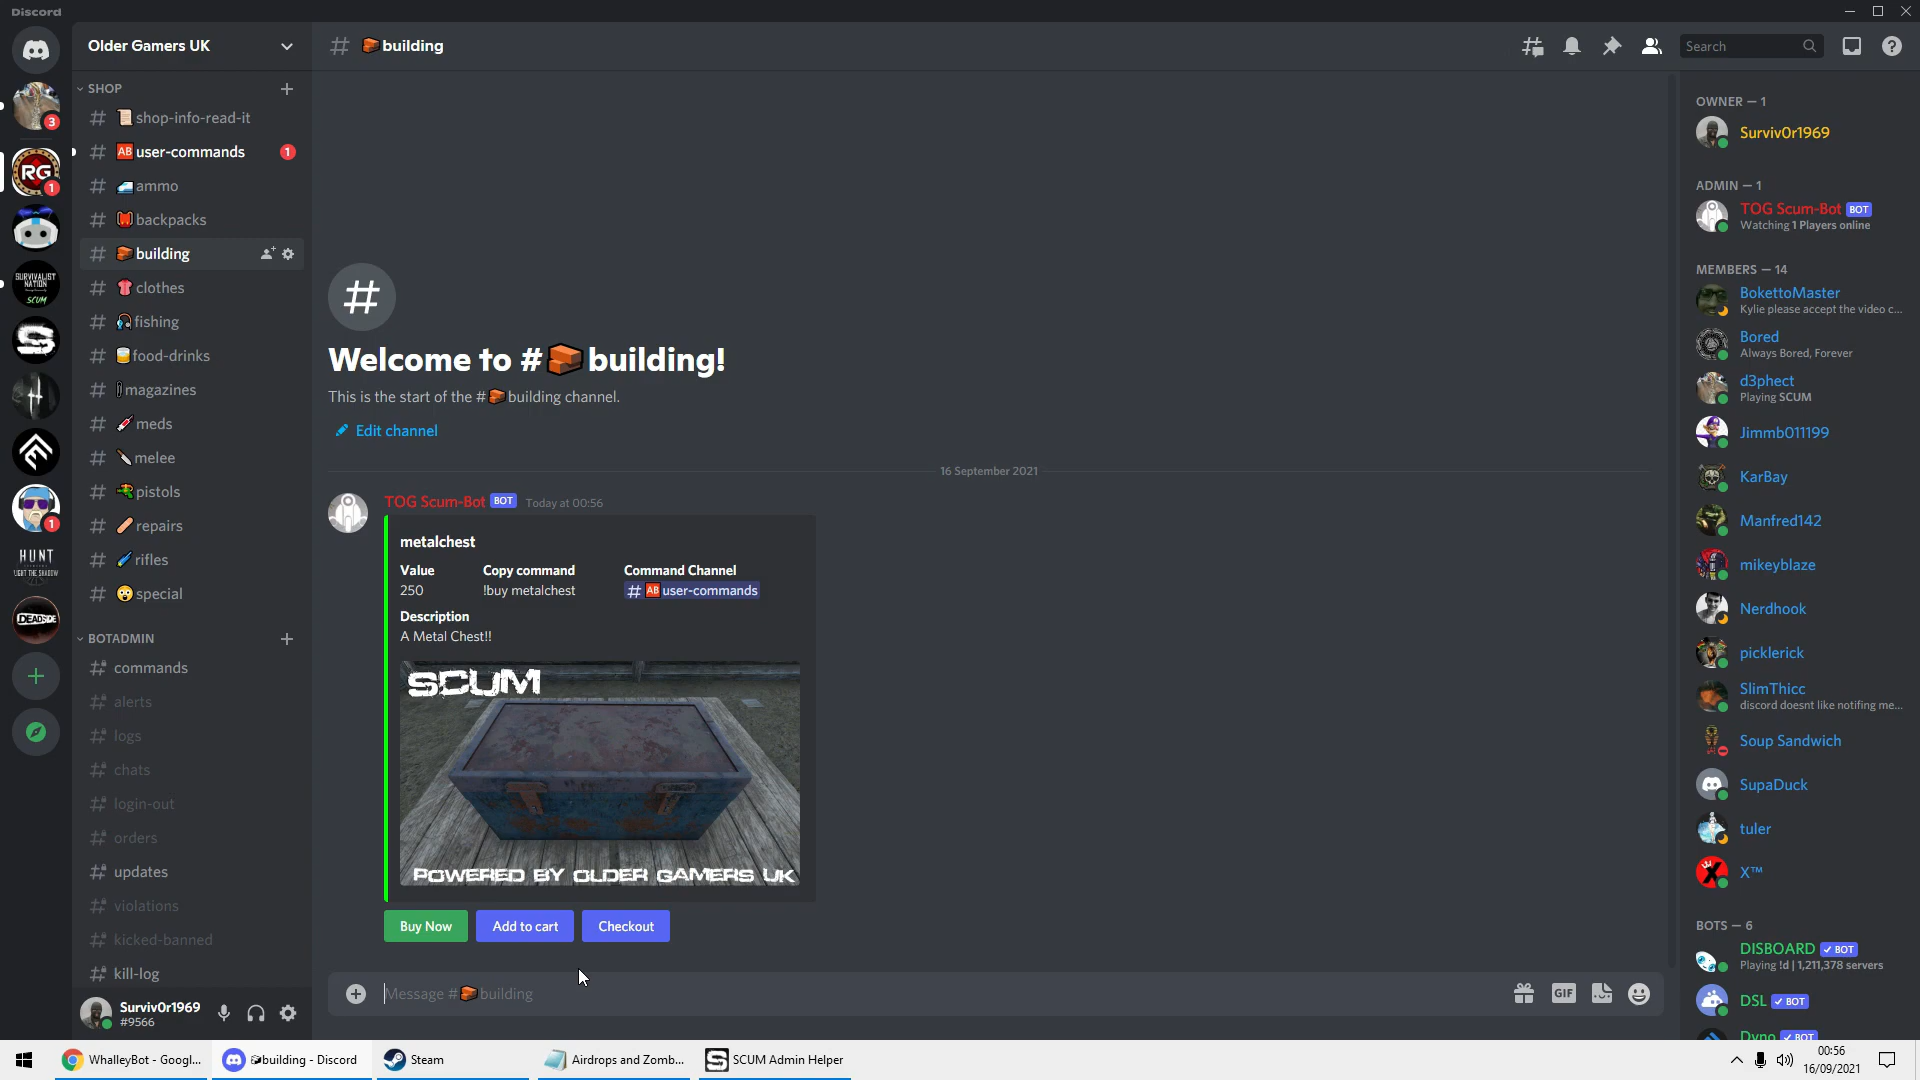 Discord
Older Gamers UK
building
Search
SHOP
shop-info-read-it
user-commands
1
ammo
backpacks
building
clothes
fishing
food-drinks
magazines
meds
melee
pistols
repairs
rifles
special
BOTADMIN
commands
alerts
logs
chats
login-out
orders
updates
violations
kicked-banned
kill-log
Surviv0r1969
#9566
3
RG
1
SURVIVALIST
NATION
SCUM
1
HUNT
DEADSIDE
Welcome to # building!
This is the start of the # building channel.
Edit channel
16 September 2021
TOG Scum-Bot BOT Today at 00:56
metalchest
Value Copy command Command Channel
250 !buy metalchest # user-commands
Description
A Metal Chest!!
SCUM
POWERED BY OLDER GAMERS UK
Buy Now Add to cart Checkout
Message # building
GIF
OWNER — 1
Surviv0r1969
ADMIN — 1
TOG Scum-Bot BOT
Watching 1 Players online
MEMBERS — 14
BokettoMaster
Kylie please accept the video c...
Bored
Always Bored, Forever
d3phect
Playing SCUM
Jimmb011199
KarBay
Manfred142
mikeyblaze
Nerdhook
picklerick
SlimThicc
discord doesnt like notifing me...
Soup Sandwich
SupaDuck
tuler
X™
BOTS — 6
DISBOARD BOT
Playing !d | 1,211,378 servers
DSL BOT
Dyno BOT
WhalleyBot - Googl...
building - Discord
Steam
Airdrops and Zomb...
SCUM Admin Helper
00:56
16/09/2021